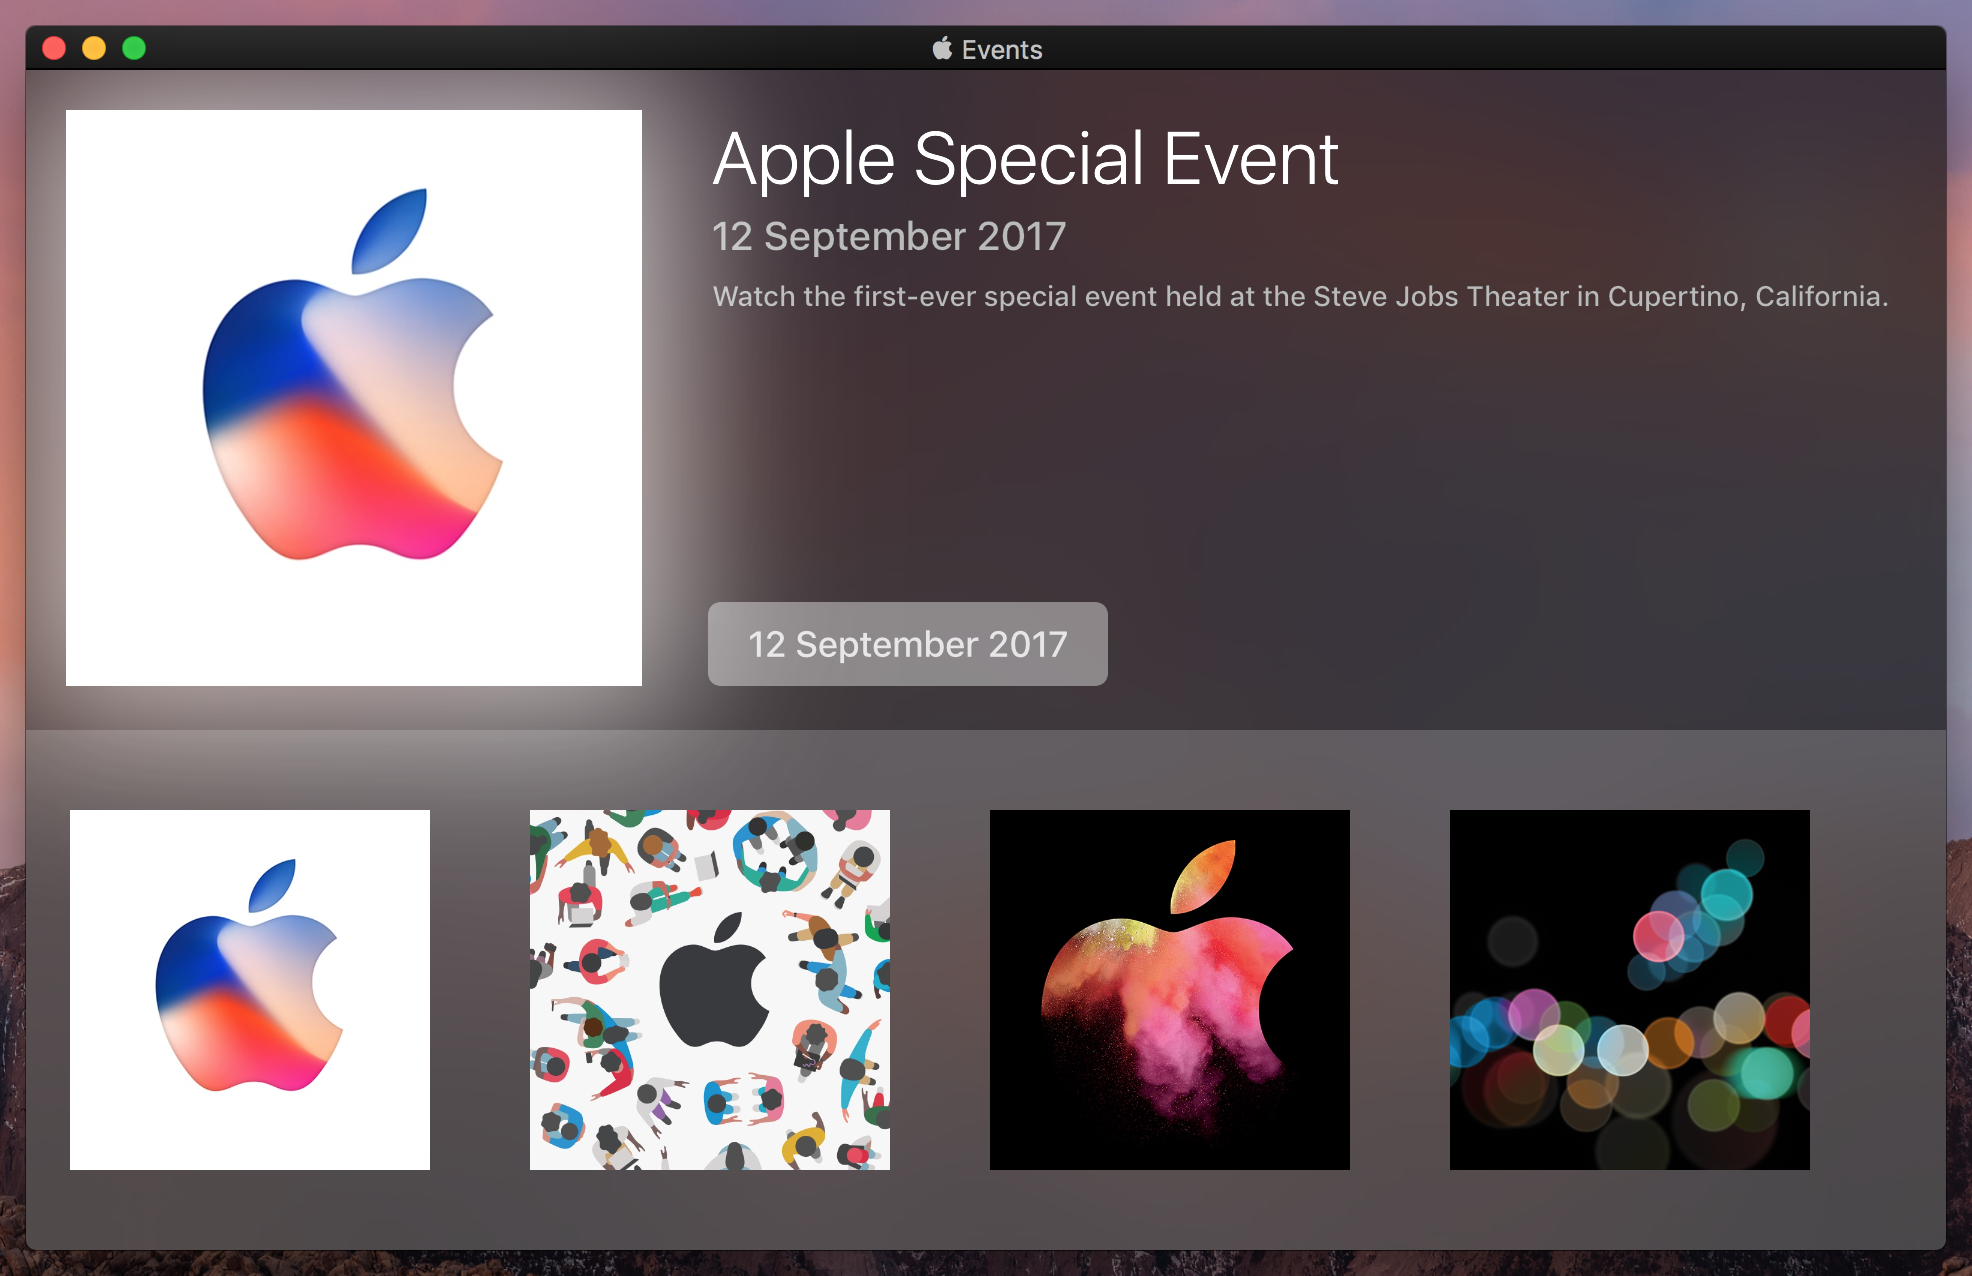 Events
Apple Special Event
12 September 2017
Watch the first-ever special event held at the Steve Jobs Theater in Cupertino, California.
12 September 2017